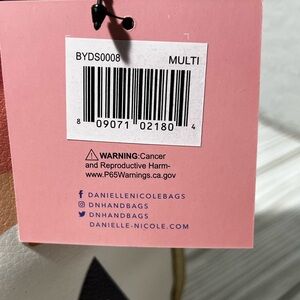 BYDS0008 MULTI
8 09071 02180 4
WARNING:Cancer
and Reproductive Harm-
www.P65Warnings.ca.gov
DANIELLENICOLEBAGS
DNHANDBAGS
DNHANDBAGS
DANIELLE-NICOLE.COM